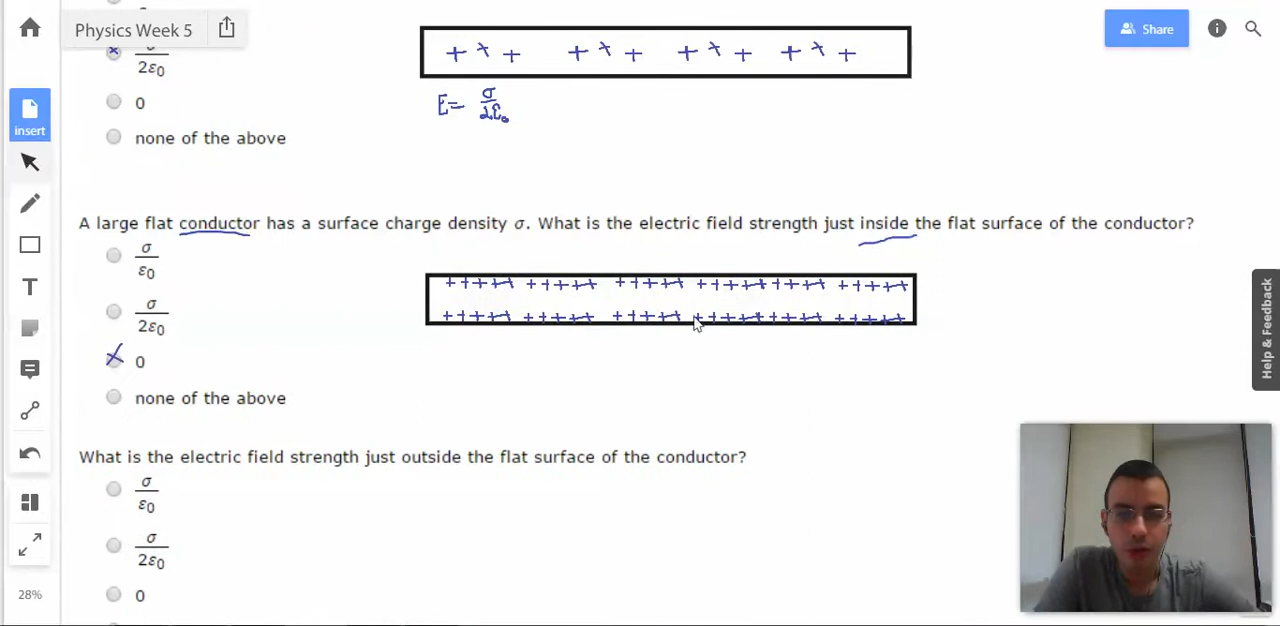 Physics Week 5
Share
insert
σ
2ε₀
+ + + + + + + + + + + +
0
E = σ/2ε₀
none of the above
A large flat conductor has a surface charge density σ. What is the electric field strength just inside the flat surface of the conductor?
σ
ε₀
+++++ +++++ +++++ ++++++++++ +++++
σ
2ε₀
+++++ +++++ +++++ ++++++++++ +++++
0
none of the above
What is the electric field strength just outside the flat surface of the conductor?
σ
ε₀
σ
2ε₀
0
T
28%
Help & Feedback